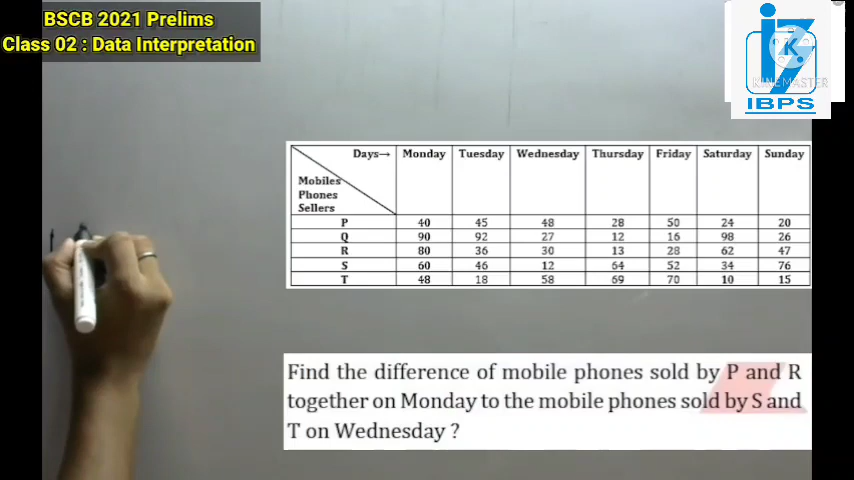 BSCB 2021 Prelims
Class 02 : Data Interpretation
K
KINEMASTER
IBPS
Days→ Monday Tuesday Wednesday Thursday Friday Saturday Sunday
Mobiles
Phones
Sellers
P 40 45 48 28 50 24 20
Q 90 92 27 12 16 98 26
R 80 36 30 13 28 62 47
S 60 46 12 64 52 34 76
T 48 18 58 69 70 10 15
Find the difference of mobile phones sold by P and R
together on Monday to the mobile phones sold by S and
T on Wednesday ?